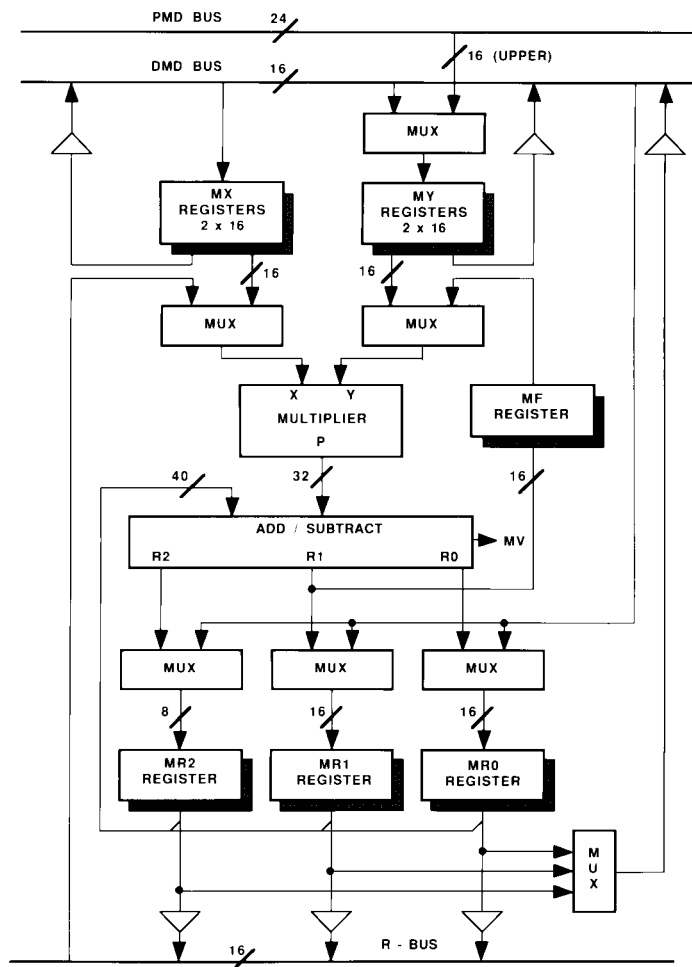 PMD BUS 24
16 (UPPER)
DMD BUS 16
MUX
MX
REGISTERS
2 x 16
MY
REGISTERS
2 x 16
16
16
MUX
MUX
X Y
MULTIPLIER
P
MF
REGISTER
40
32
16
ADD / SUBTRACT
R2 R1 R0
MV
MUX
MUX
MUX
8
16
16
MR2
REGISTER
MR1
REGISTER
MR0
REGISTER
M
U
X
16
R - BUS